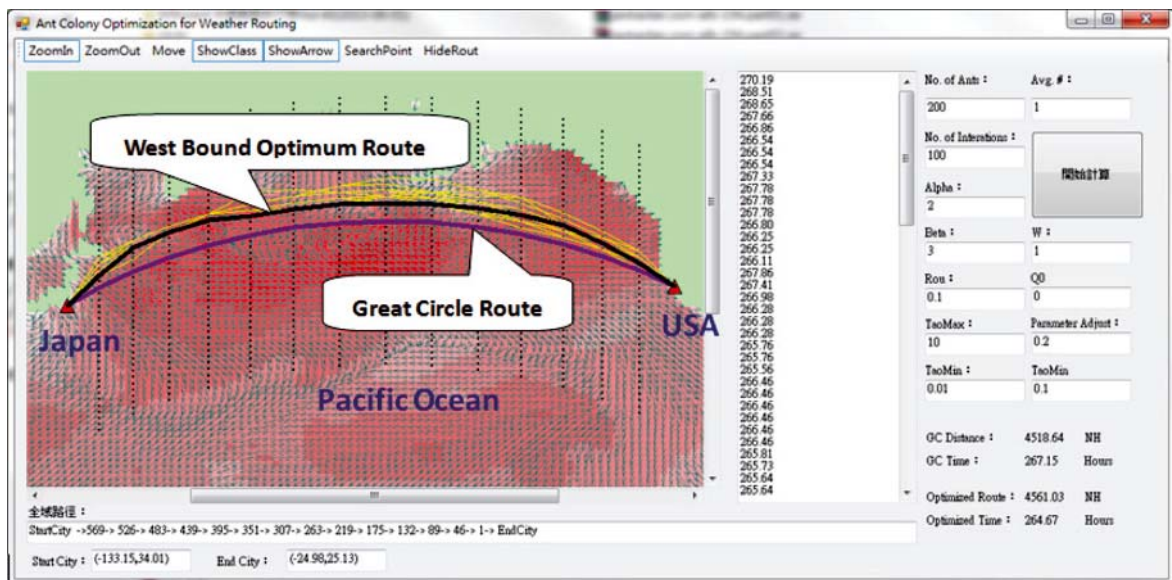 Ant Colony Optimization for Weather Routing
ZoomIn ZoomOut Move ShowClass ShowArrow SearchPoint HideRout
West Bound Optimum Route
Great Circle Route
Japan
USA
Pacific Ocean
270.19
268.51
268.65
267.66
266.86
266.54
266.54
266.54
267.33
267.78
267.78
267.78
266.80
266.25
266.25
266.11
267.86
267.41
266.98
266.28
266.28
266.28
265.76
265.76
265.56
266.46
266.46
266.46
266.46
266.46
265.81
265.73
265.64
265.64
No. of Ants： Avg. #：
200 1
No. of Interations：
100
開始計算
Alpha：
2
Beta： W：
3 1
Rou： Q0
0.1 0
TaoMax： Parameter Adjust：
10 0.2
TaoMin： TaoMin
0.01 0.1
GC Distance： 4518.64 NH
GC Time： 267.15 Hours
Optimized Route： 4561.03 NH
Optimized Time： 264.67 Hours
全域路徑：
StartCity ->569-> 526-> 483-> 439-> 395-> 351-> 307-> 263-> 219-> 175-> 132-> 89-> 46-> 1-> EndCity
Start City： (-133.15,34.01) End City： (-24.98,25.13)